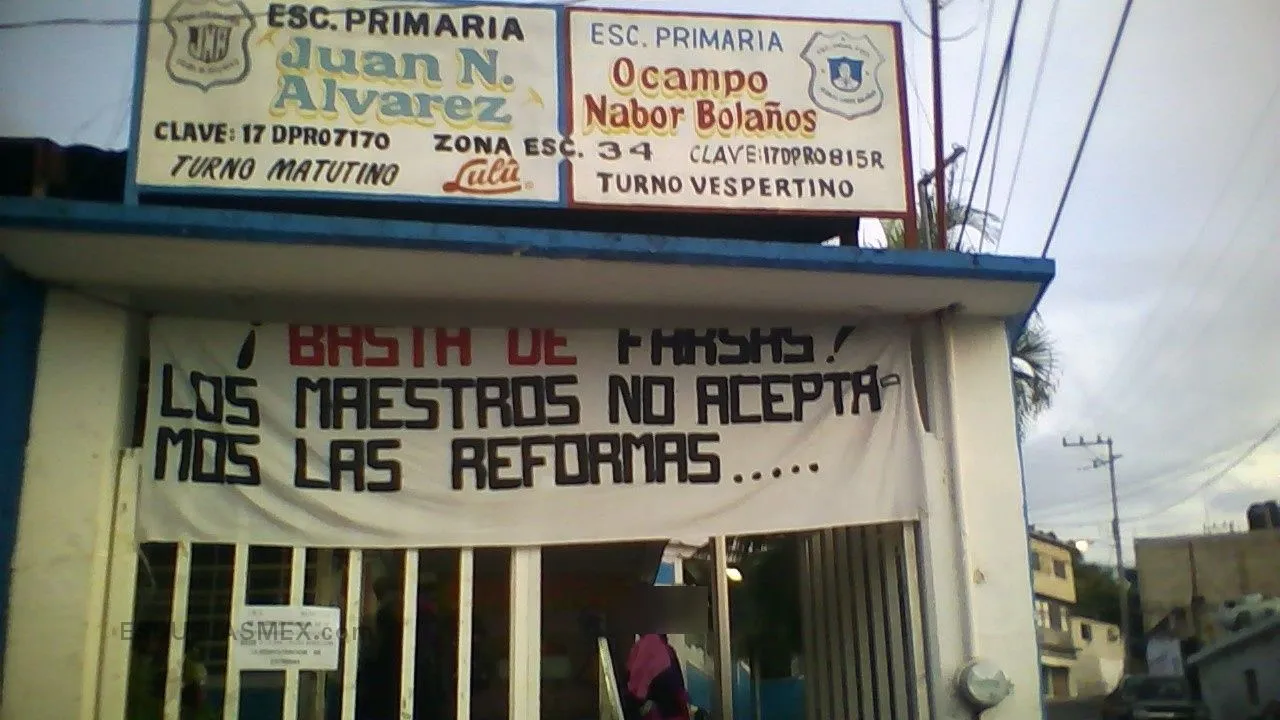 ESC. PRIMARIA
Juan N.
Alvarez
CLAVE: 17 DPR07170
TURNO MATUTINO
Lulú
ZONA ESC. 34
ESC. PRIMARIA
Ocampo
Nabor Bolaños
CLAVE:17DPR0815R
TURNO VESPERTINO
¡BASTA DE FARSAS!
LOS MAESTROS NO ACEPTA-
MOS LAS REFORMAS.....